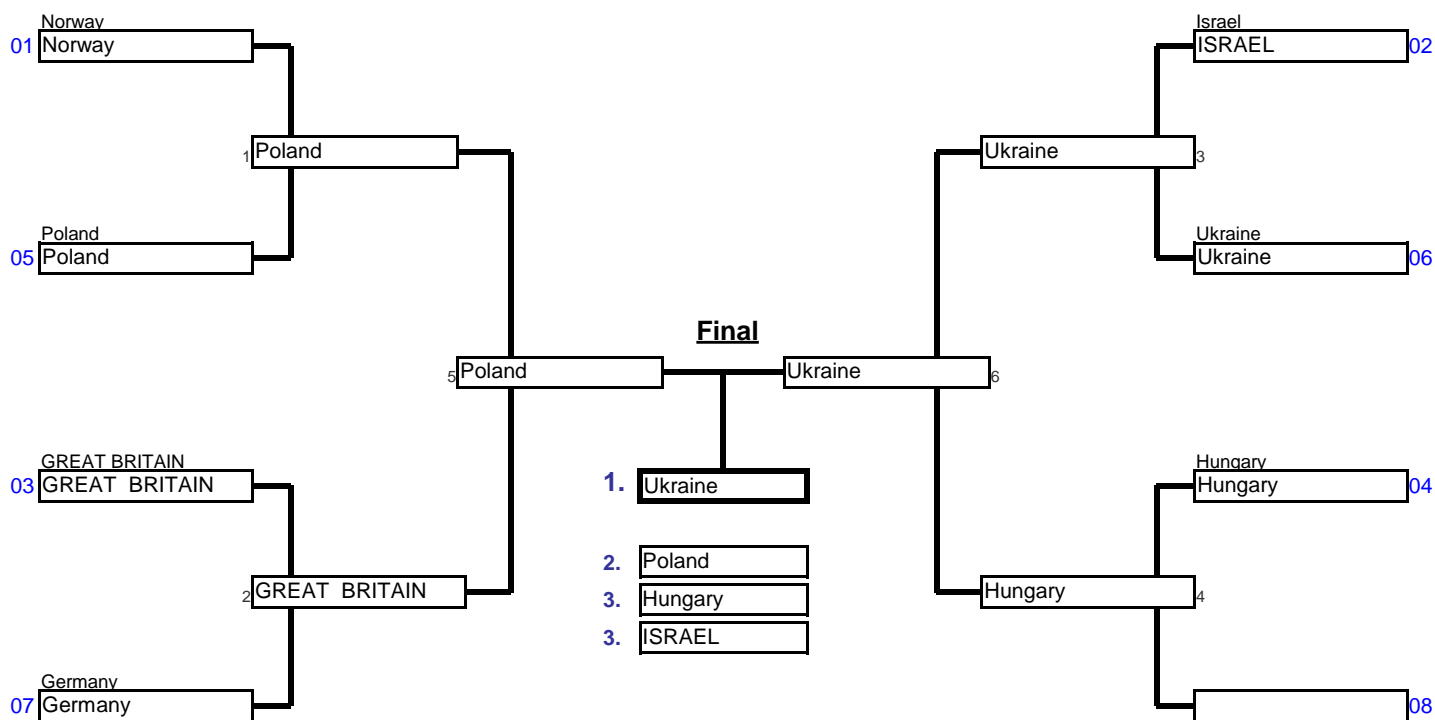 Norway
01 Norway
Israel
ISRAEL 02
1 Poland
Ukraine 3
Poland
05 Poland
Ukraine
Ukraine 06
Final
5 Poland
Ukraine 6
GREAT BRITAIN
03 GREAT BRITAIN
1. Ukraine
Hungary
Hungary 04
2. Poland
3. Hungary
3. ISRAEL
2 GREAT BRITAIN
Hungary 4
Germany
07 Germany
08